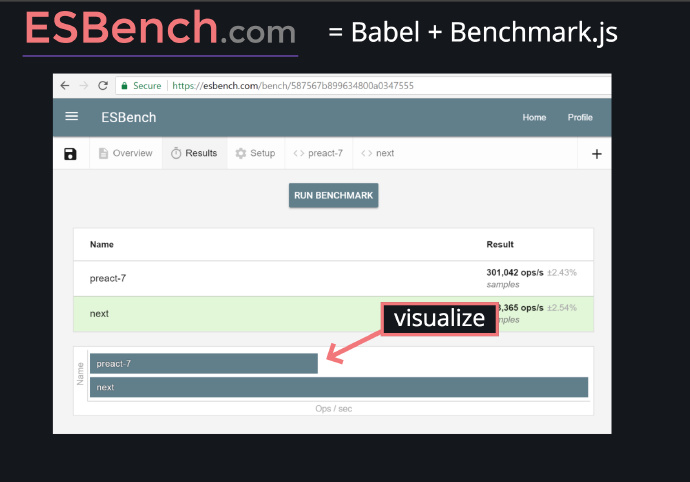 ESBench.com = Babel + Benchmark.js
Secure | https://esbench.com/bench/587567b899634800a0347555
ESBench Home Profile
Overview Results Setup <> preact-7 <> next +
RUN BENCHMARK
Name Result
preact-7 301,042 ops/s ±2.43%
samples
next ,365 ops/s ±2.54%
visualize
Name
preact-7
next
Ops / sec